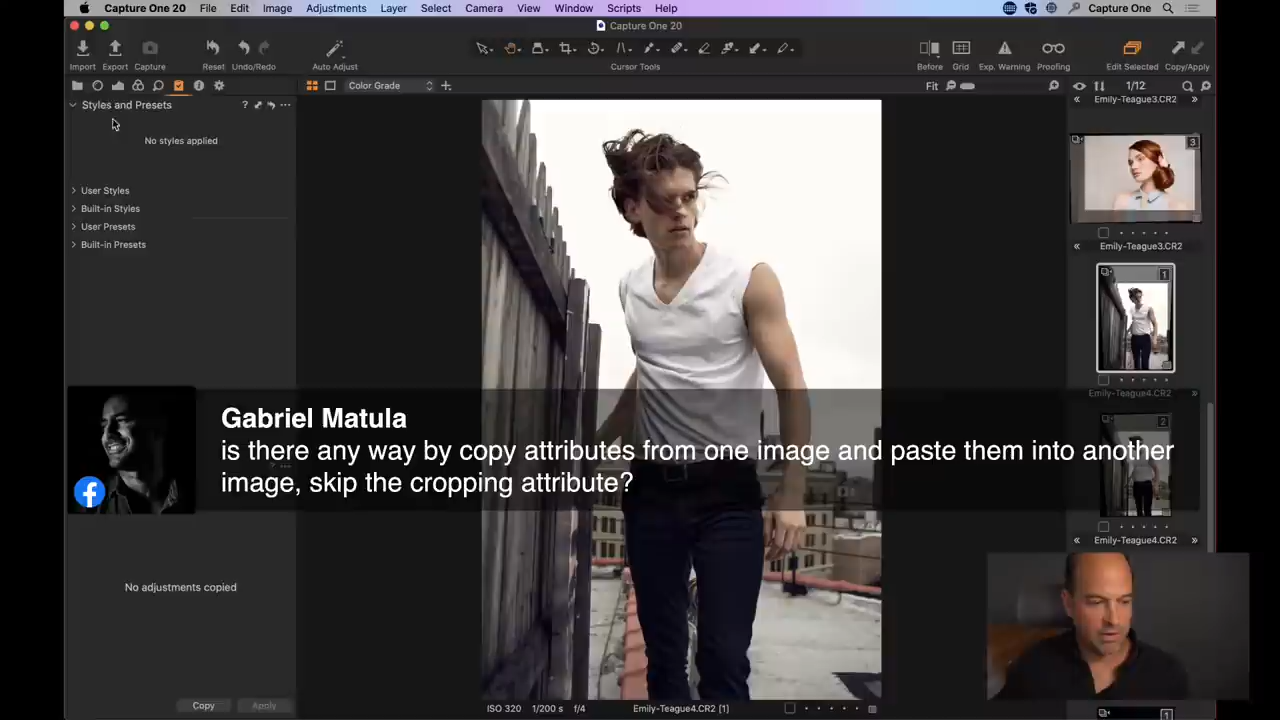 Capture One 20 File Edit Image Adjustments Layer Select Camera View Window Scripts Help Capture One
Capture One 20
Import Export Capture Reset Undo/Redo Auto Adjust Cursor Tools Before Grid Exp. Warning Proofing Edit Selected Copy/Apply
Color Grade Fit 1/12
Styles and Presets ? ...
No styles applied
User Styles
Built-in Styles
User Presets
Built-in Presets
Emily-Teague3.CR2
3
Emily-Teague3.CR2
1
Emily-Teague4.CR2
2
Emily-Teague4.CR2
1
Gabriel Matula
is there any way by copy attributes from one image and paste them into another
image, skip the cropping attribute?
No adjustments copied
Copy Apply
ISO 320 1/200 s f/4 Emily-Teague4.CR2 [1]